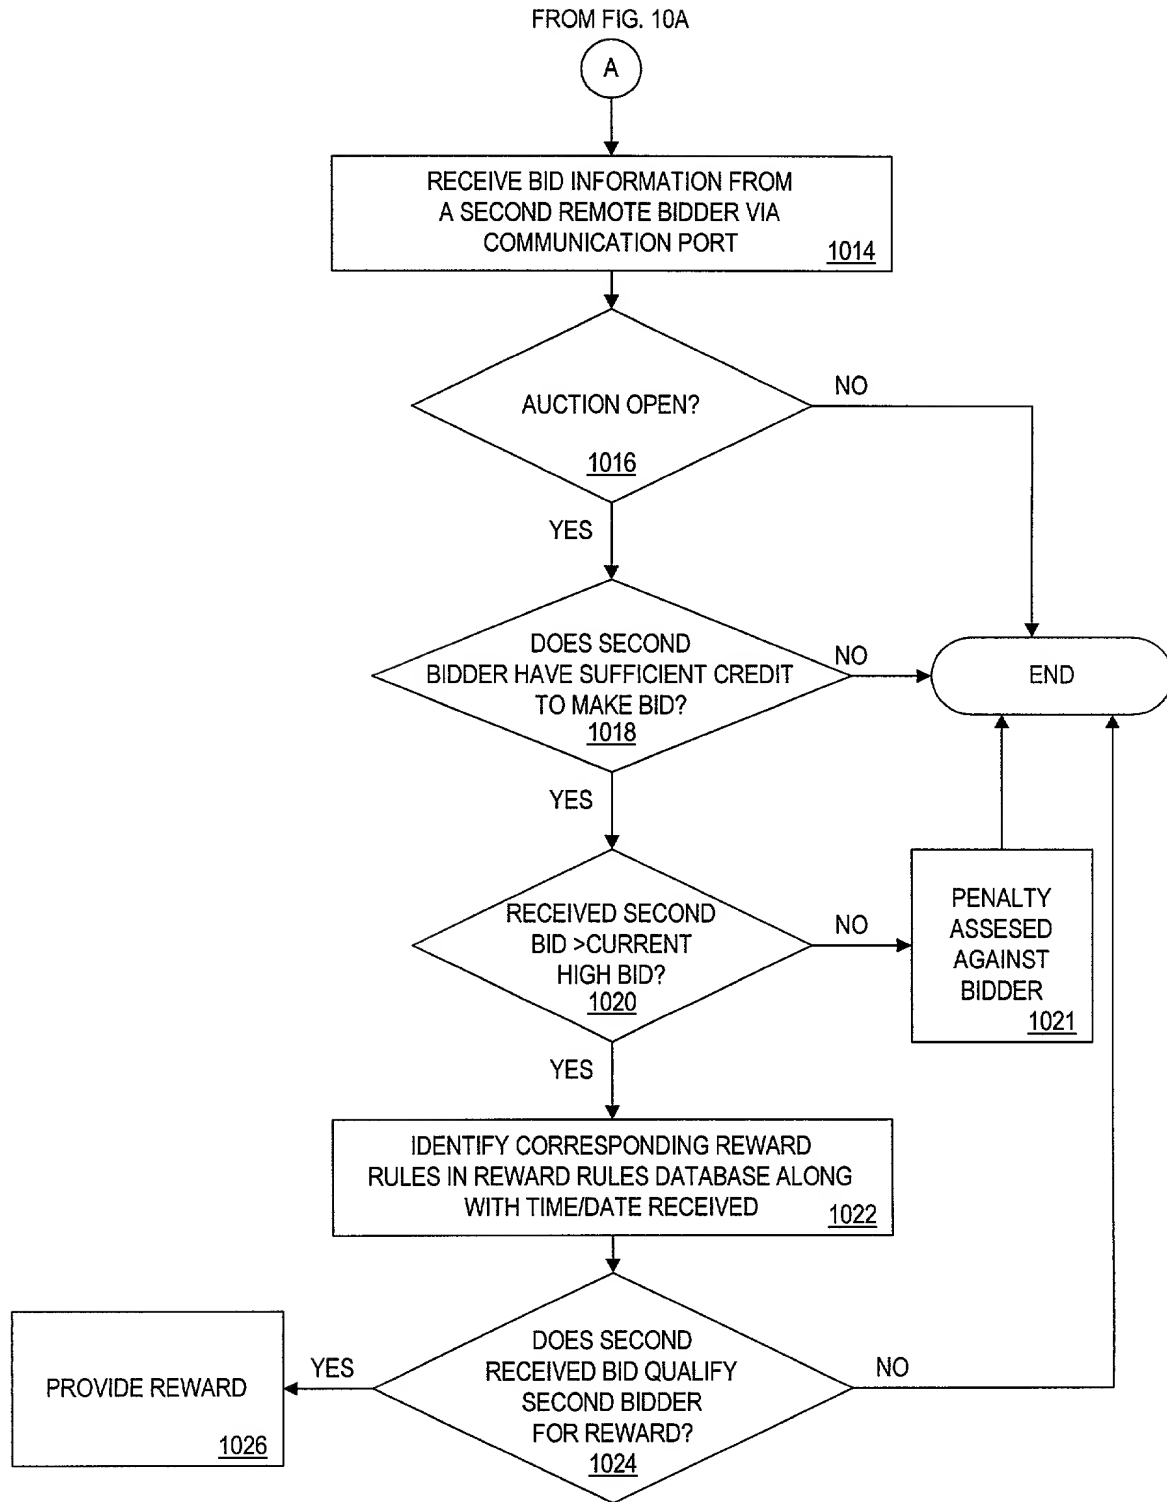 FROM FIG. 10A
A
RECEIVE BID INFORMATION FROM
A SECOND REMOTE BIDDER VIA
COMMUNICATION PORT
1014
AUCTION OPEN?
NO
1016
YES
DOES SECOND
BIDDER HAVE SUFFICIENT CREDIT
TO MAKE BID?
1018
NO
END
YES
RECEIVED SECOND
BID >CURRENT
HIGH BID?
1020
NO
PENALTY
ASSESED
AGAINST
BIDDER
1021
YES
IDENTIFY CORRESPONDING REWARD
RULES IN REWARD RULES DATABASE ALONG
WITH TIME/DATE RECEIVED
1022
DOES SECOND
RECEIVED BID QUALIFY
SECOND BIDDER
FOR REWARD?
1024
NO
YES
PROVIDE REWARD
1026